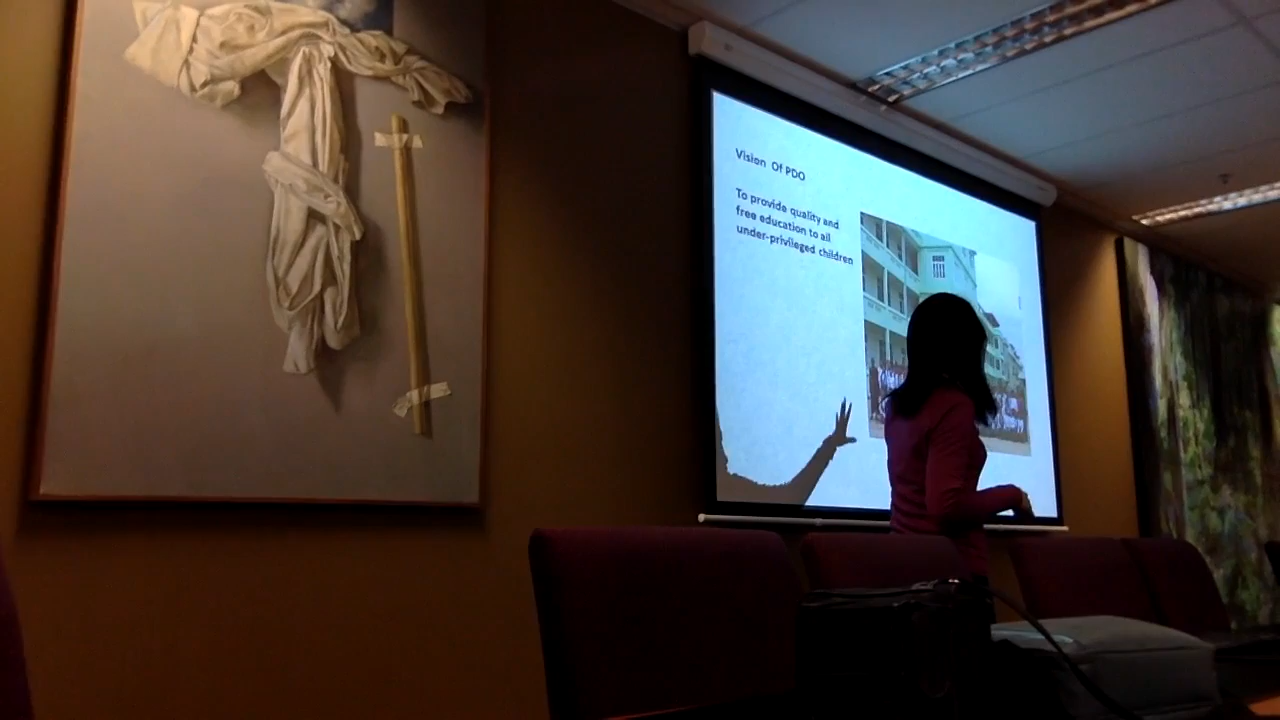 Vision Of PDO
To provide quality and
free education to all
under-privileged children